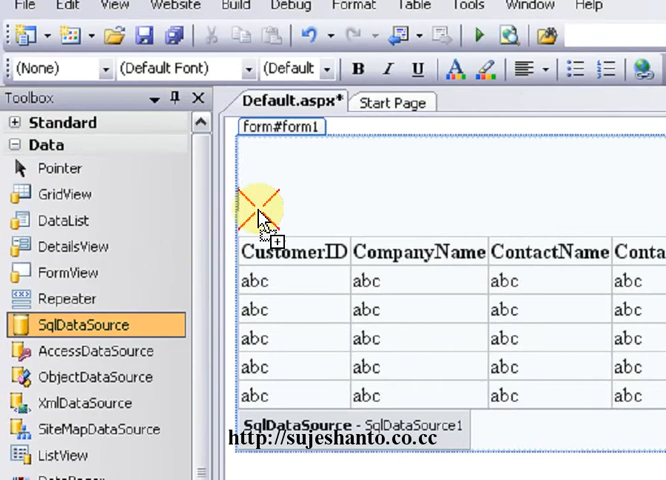 File Edit View Website Build Debug Format Table Tools Window Help
(None) (Default Font) (Default B I U A
Toolbox
Default.aspx* Start Page
form#form1
Standard
Data
Pointer
GridView
DataList
DetailsView
FormView
Repeater
SqlDataSource
AccessDataSource
ObjectDataSource
XmlDataSource
SiteMapDataSource
ListView
CustomerID CompanyName ContactName Conta
abc abc abc abc
abc abc abc abc
abc abc abc abc
abc abc abc abc
abc abc abc abc
SqlDataSource - SqlDataSource1
http://sujeshanto.co.cc